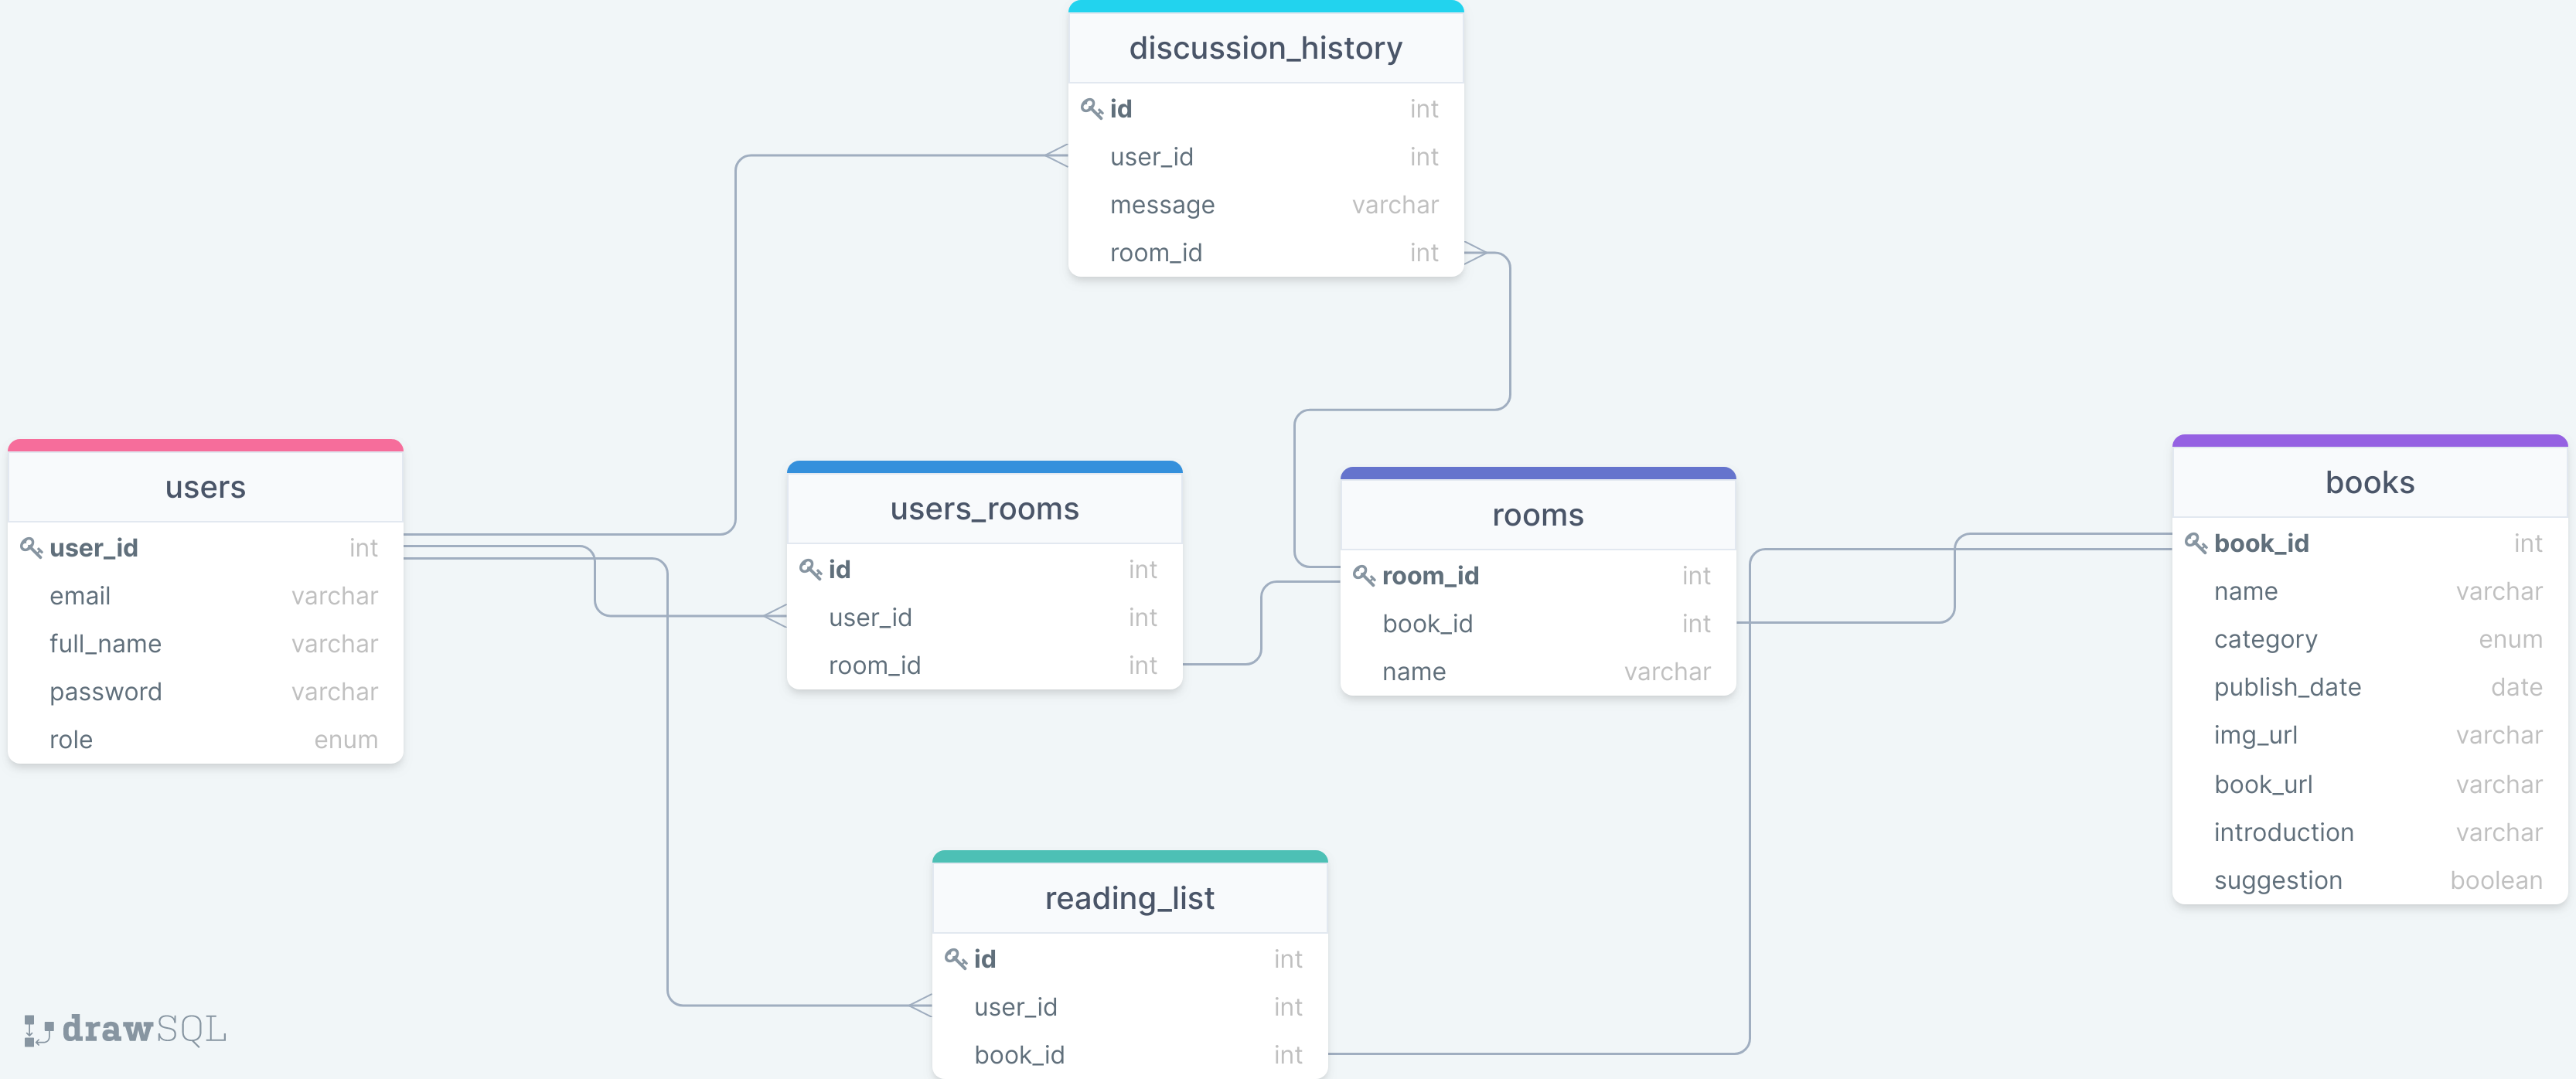 discussion_history
id int
user_id int
message varchar
room_id int
users
user_id int
email varchar
full_name varchar
password varchar
role enum
users_rooms
id int
user_id int
room_id int
rooms
room_id int
book_id int
name varchar
books
book_id int
name varchar
category enum
publish_date date
img_url varchar
book_url varchar
introduction varchar
suggestion boolean
reading_list
id int
user_id int
book_id int
drawSQL